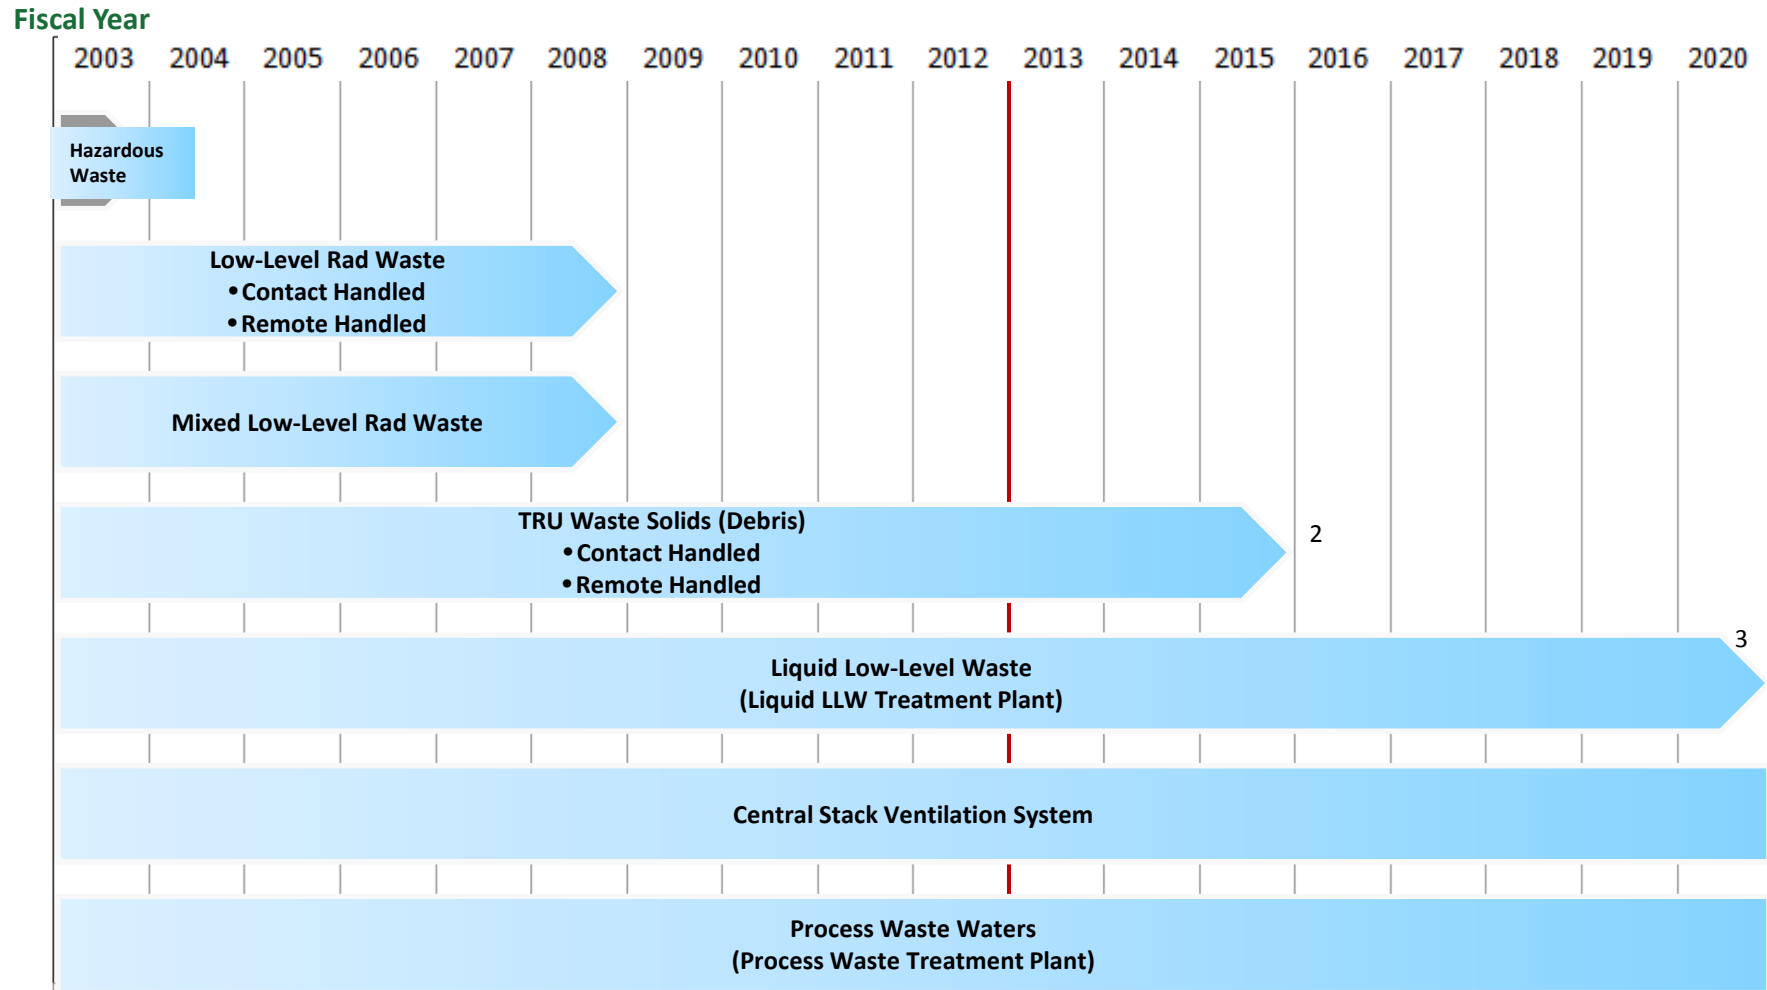 Fiscal Year
2003 2004 2005 2006 2007 2008 2009 2010 2011 2012 2013 2014 2015 2016 2017 2018 2019 2020
Hazardous
Waste
Low-Level Rad Waste
•Contact Handled
•Remote Handled
Mixed Low-Level Rad Waste
TRU Waste Solids (Debris)
•Contact Handled
•Remote Handled
2
3
Liquid Low-Level Waste
(Liquid LLW Treatment Plant)
Central Stack Ventilation System
Process Waste Waters
(Process Waste Treatment Plant)